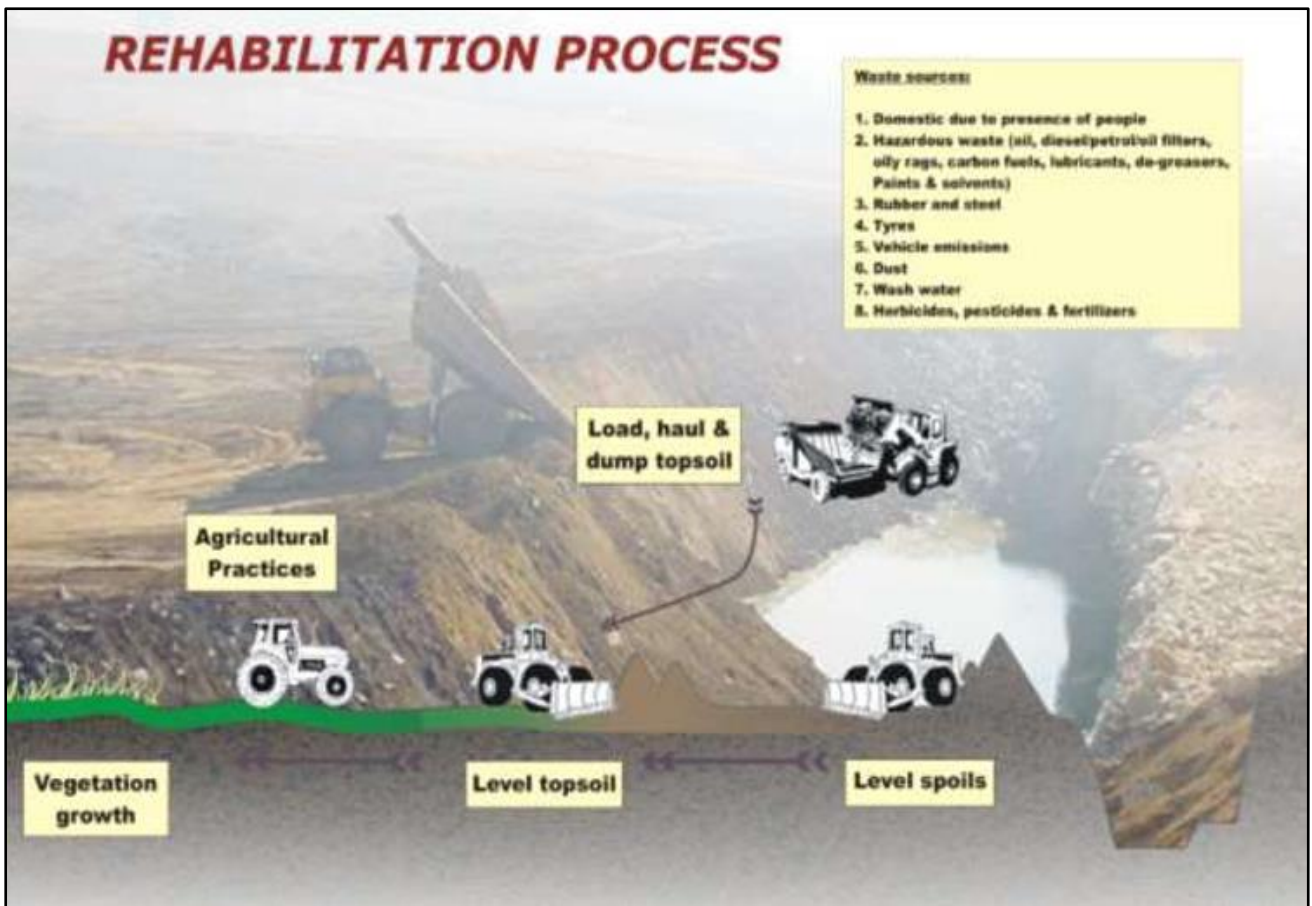 REHABILITATION PROCESS
Waste sources:
1. Domestic due to presence of people
2. Hazardous waste (oil, diesel/petrol/oil filters,
oily rags, carbon fuels, lubricants, de-greasers,
Paints & solvents)
3. Rubber and steel
4. Tyres
5. Vehicle emissions
6. Dust
7. Wash water
8. Herbicides, pesticides & fertilizers
Load, haul &
dump topsoil
Agricultural
Practices
Vegetation
growth
Level topsoil
Level spoils